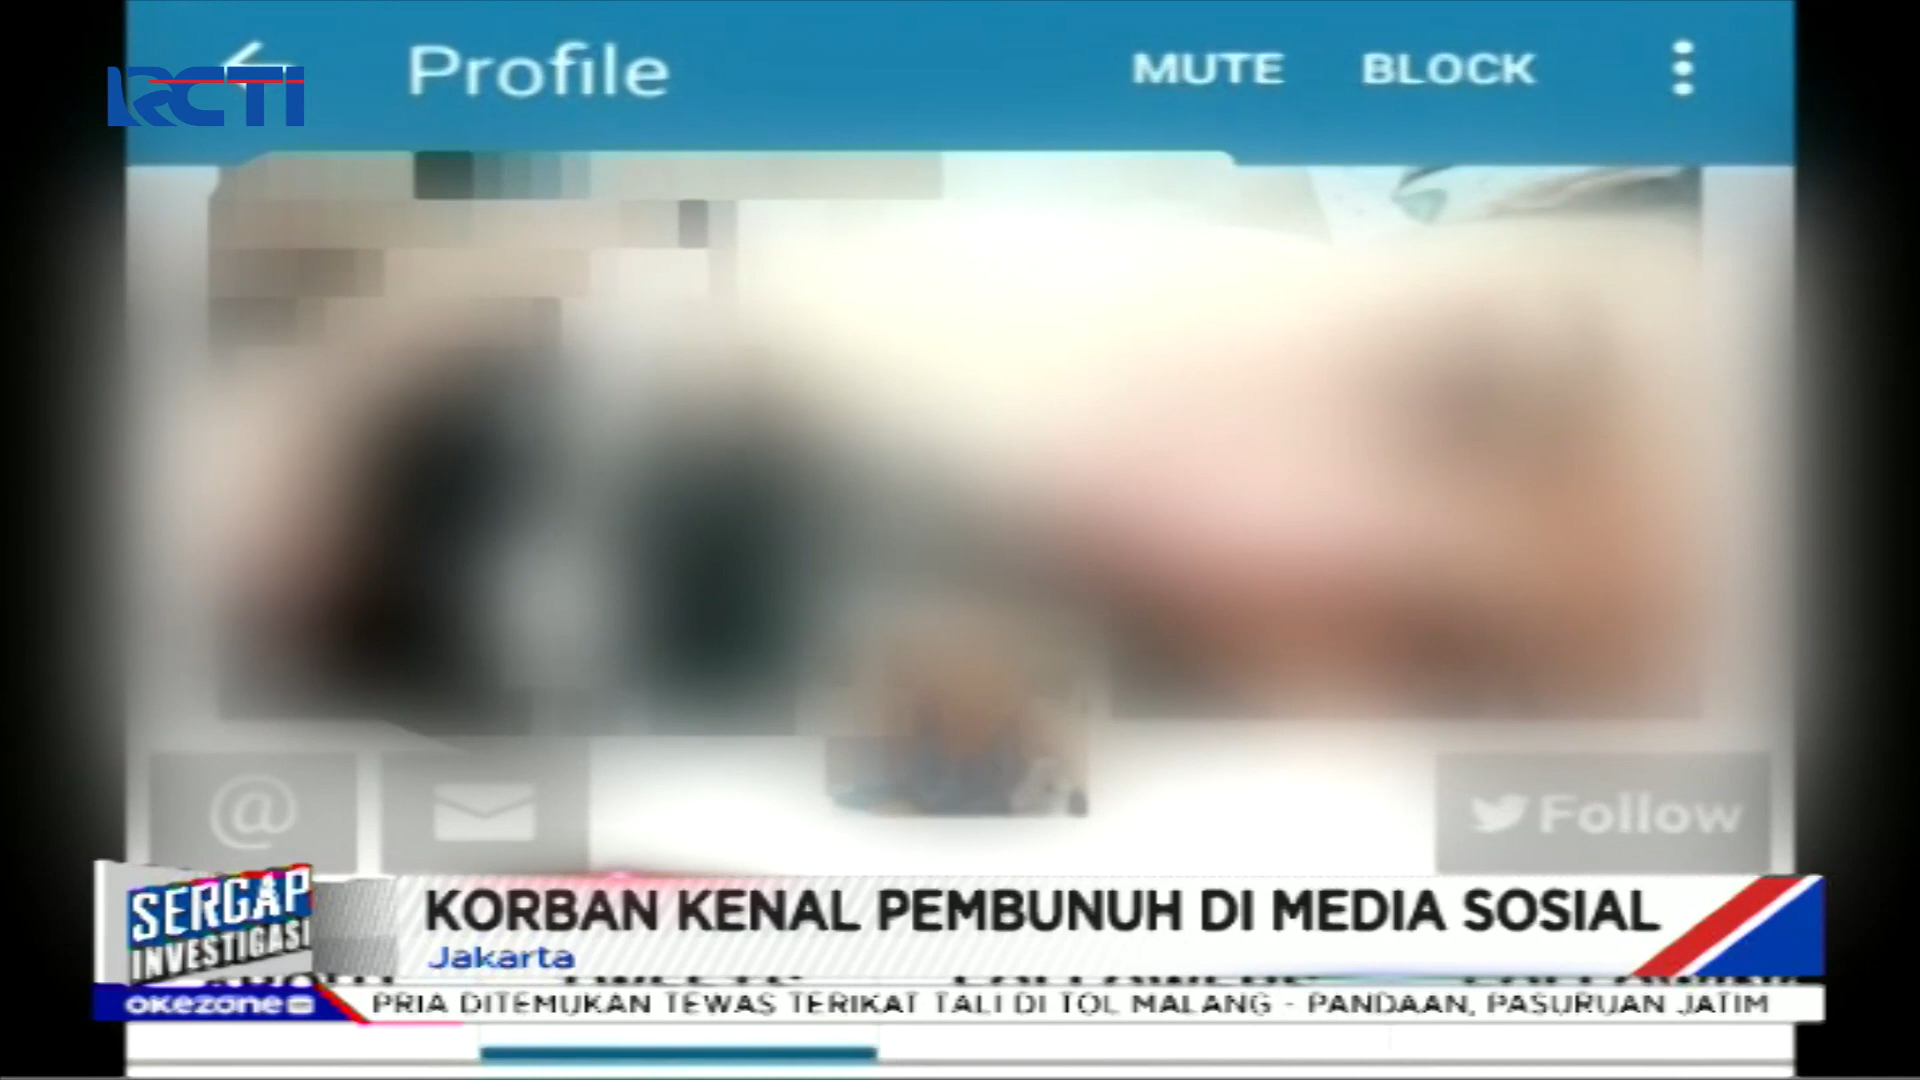 Profile MUTE BLOCK
RCTI
@ Follow
SERGAP
INVESTIGASI
KORBAN KENAL PEMBUNUH DI MEDIA SOSIAL
Jakarta
okezone PRIA DITEMUKAN TEWAS TERIKAT TALI DI TOL MALANG - PANDAAN, PASURUAN JATIM